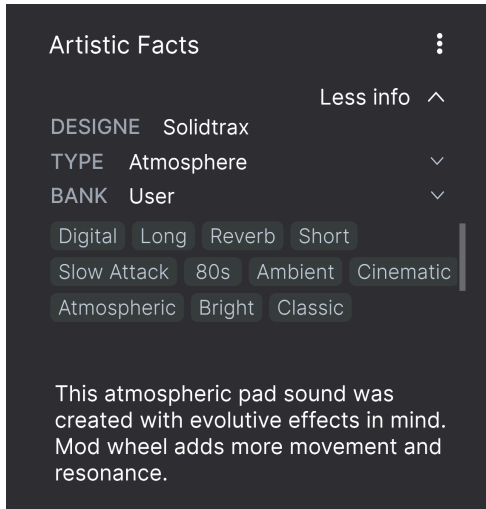 Artistic Facts
Less info
DESIGNE Solidtrax
TYPE Atmosphere
BANK User
Digital Long Reverb Short
Slow Attack 80s Ambient Cinematic
Atmospheric Bright Classic
This atmospheric pad sound was
created with evolutive effects in mind.
Mod wheel adds more movement and
resonance.